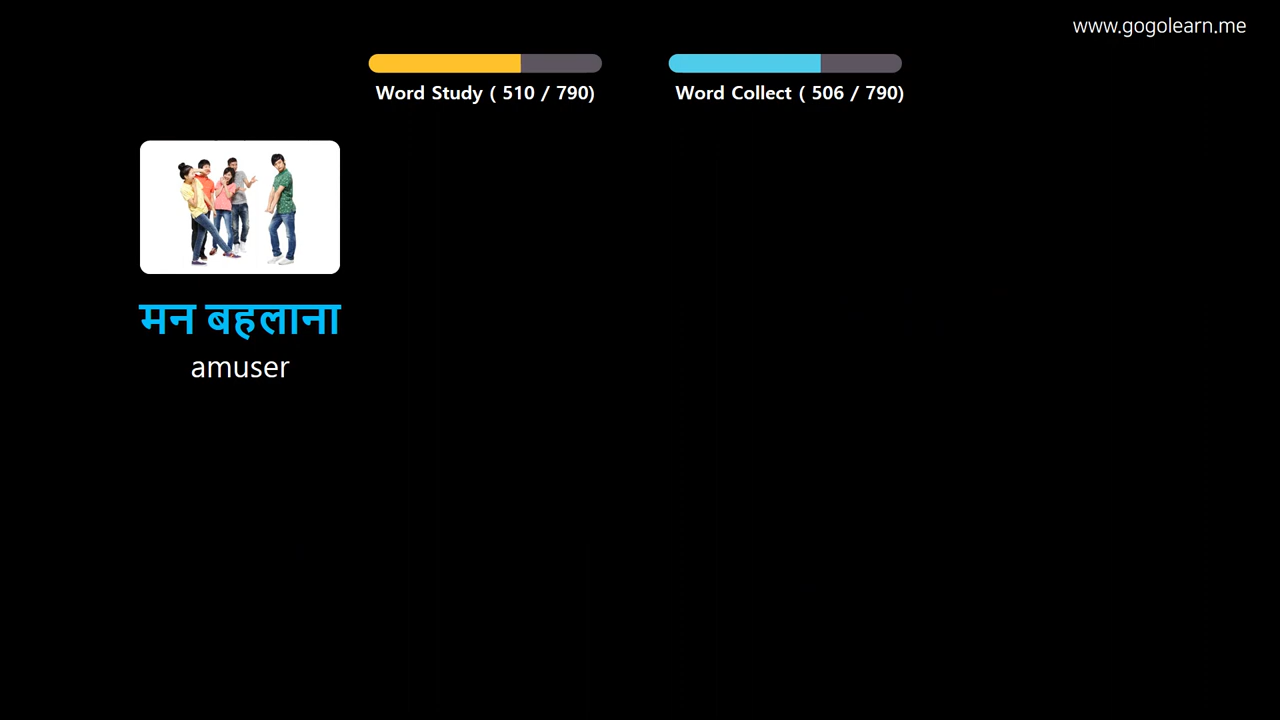 www.gogolearn.me
Word Study ( 510 / 790)
Word Collect ( 506 / 790)
मन बहलाना
amuser